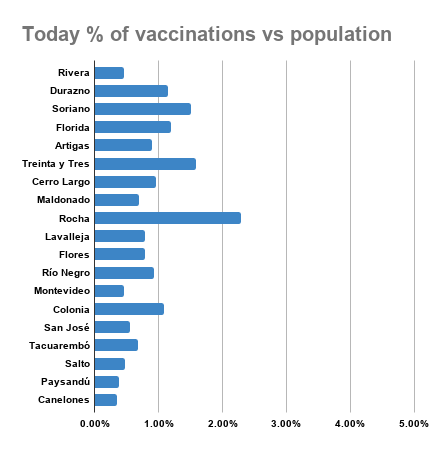 Today % of vaccinations vs population
Rivera
Durazno
Soriano
Florida
Artigas
Treinta y Tres
Cerro Largo
Maldonado
Rocha
Lavalleja
Flores
Río Negro
Montevideo
Colonia
San José
Tacuarembó
Salto
Paysandú
Canelones
0.00% 1.00% 2.00% 3.00% 4.00% 5.00%